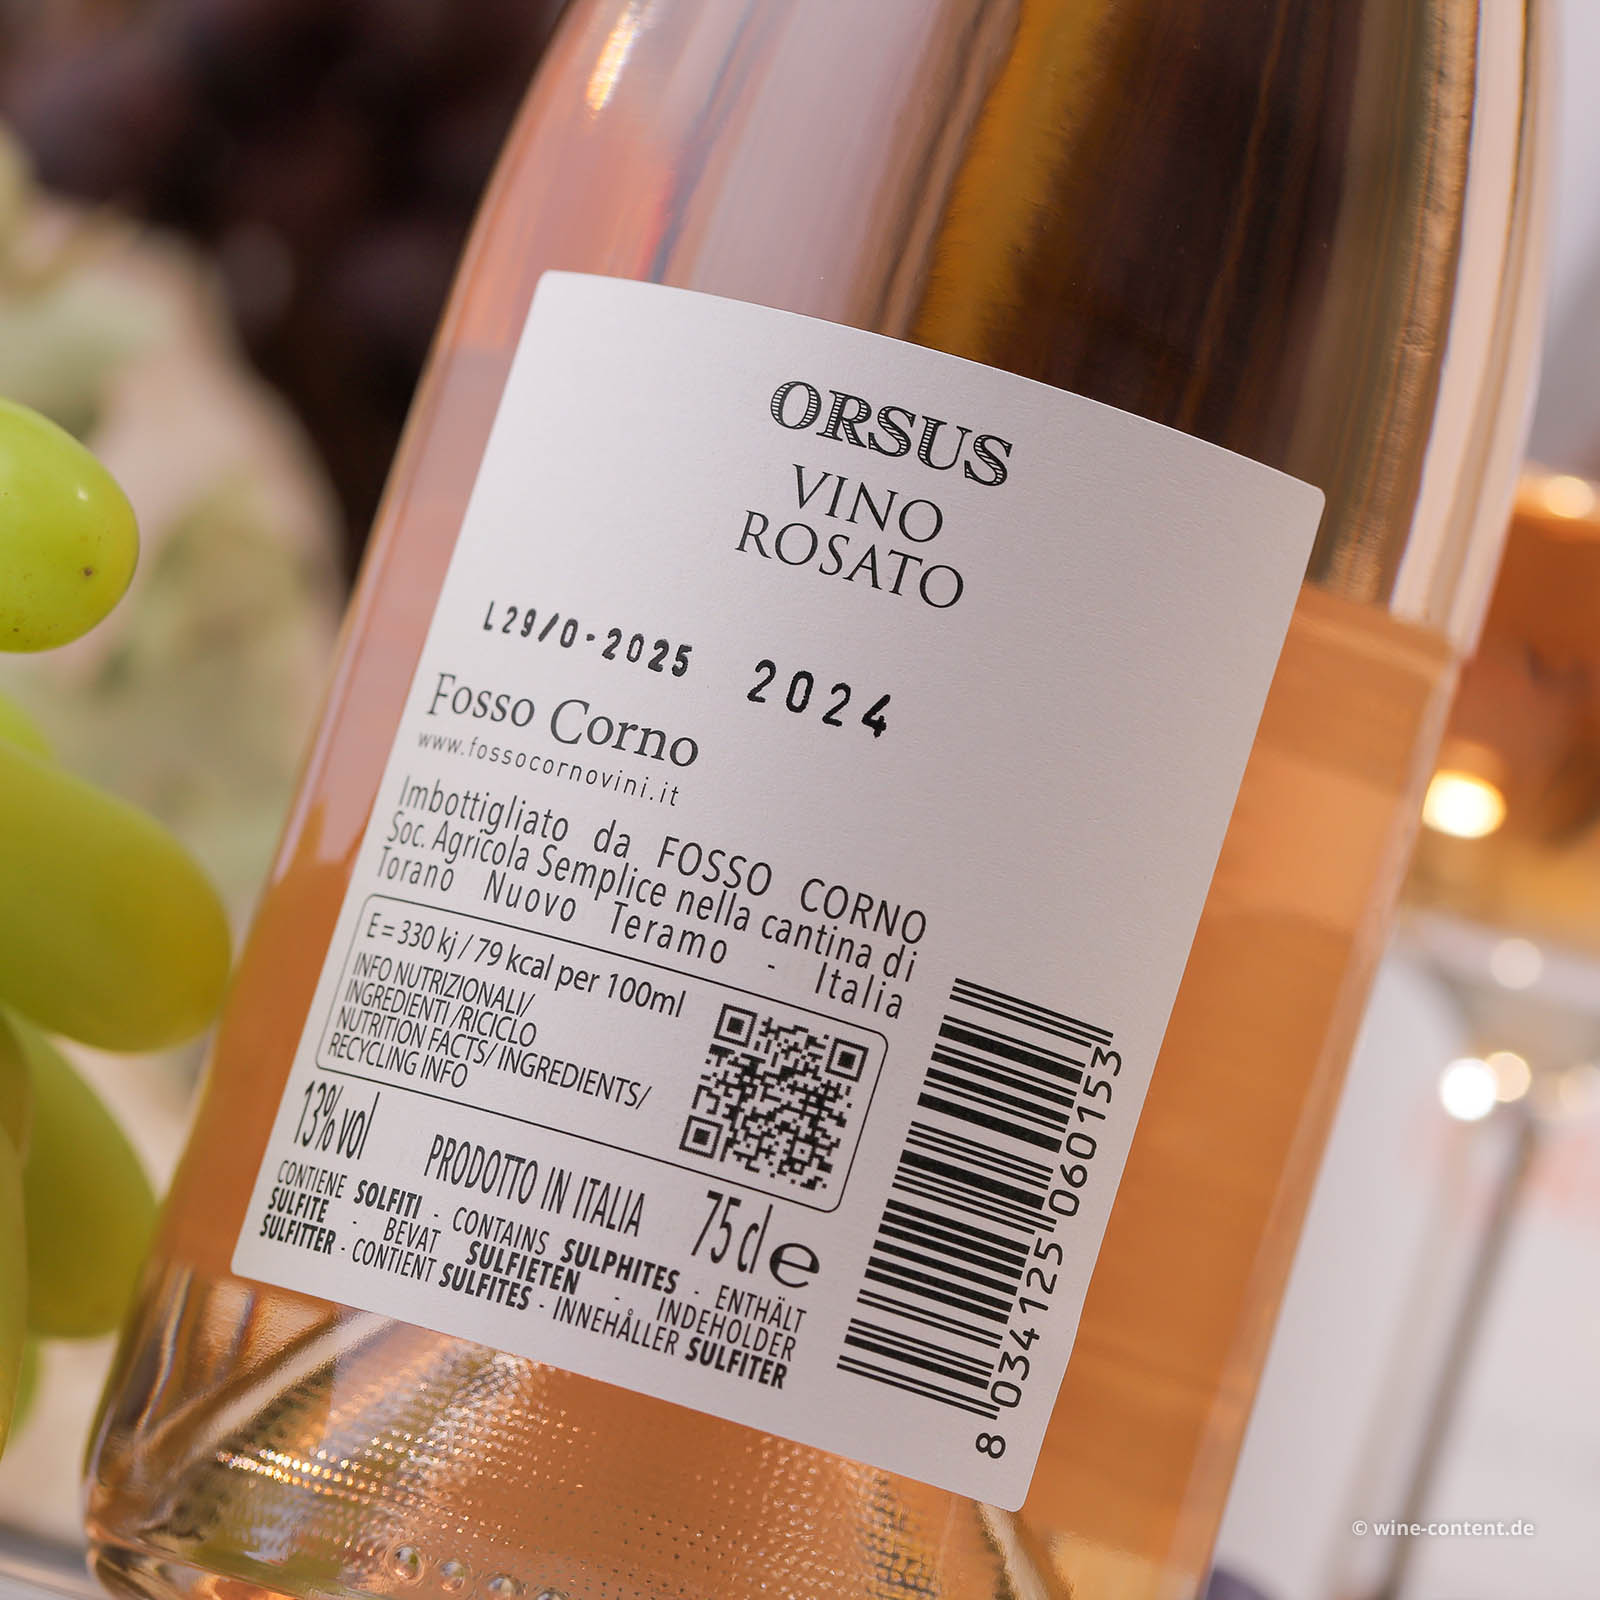 ORSUS
VINO
ROSATO
L29/0-2025 2024
Fosso Corno
www.fossocornovini.it
Imbottigliato da FOSSO CORNO
Soc. Agricola Semplice nella cantina di
Torano Nuovo Teramo - Italia
E = 330 kj / 79 kcal per 100ml
INFO NUTRIZIONALI/
INGREDIENTI /RICICLO
NUTRITION FACTS/ INGREDIENTS/
RECYCLING INFO
13% vol PRODOTTO IN ITALIA 75 cl e
CONTIENE SOLFITI - CONTAINS SULPHITES - ENTHÄLT
SULFITE - BEVAT SULFIETEN - INDEHOLDER
SULFITTER - CONTIENT SULFITES - INNEHÅLLER SULFITER
8 034125 060153
© wine-content.de